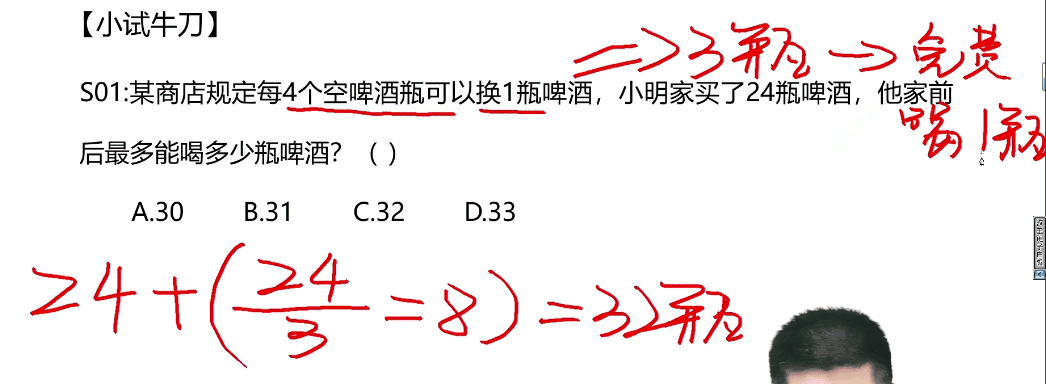 【小试牛刀】
=>3瓶→免费
S01:某商店规定每4个空啤酒瓶可以换1瓶啤酒，小明家买了24瓶啤酒，他家前
喝1瓶
后最多能喝多少瓶啤酒？（ ）
A.30 B.31 C.32 D.33
24+(24/3=8)=32瓶